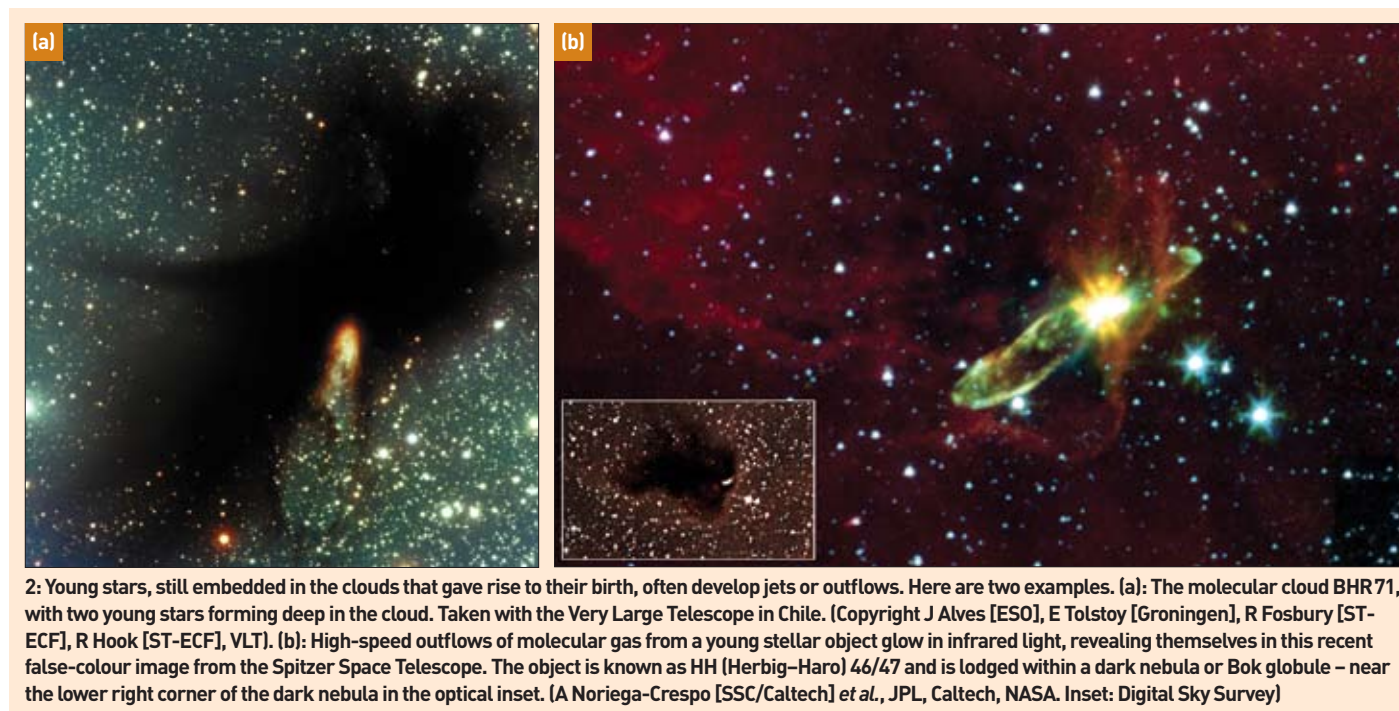 (a)
(b)
2: Young stars, still embedded in the clouds that gave rise to their birth, often develop jets or outflows. Here are two examples. (a): The molecular cloud BHR71,
with two young stars forming deep in the cloud. Taken with the Very Large Telescope in Chile. (Copyright J Alves [ESO], E Tolstoy [Groningen], R Fosbury [ST-
ECF], R Hook [ST-ECF], VLT). (b): High-speed outflows of molecular gas from a young stellar object glow in infrared light, revealing themselves in this recent
false-colour image from the Spitzer Space Telescope. The object is known as HH (Herbig–Haro) 46/47 and is lodged within a dark nebula or Bok globule – near
the lower right corner of the dark nebula in the optical inset. (A Noriega-Crespo [SSC/Caltech] et al., JPL, Caltech, NASA. Inset: Digital Sky Survey)